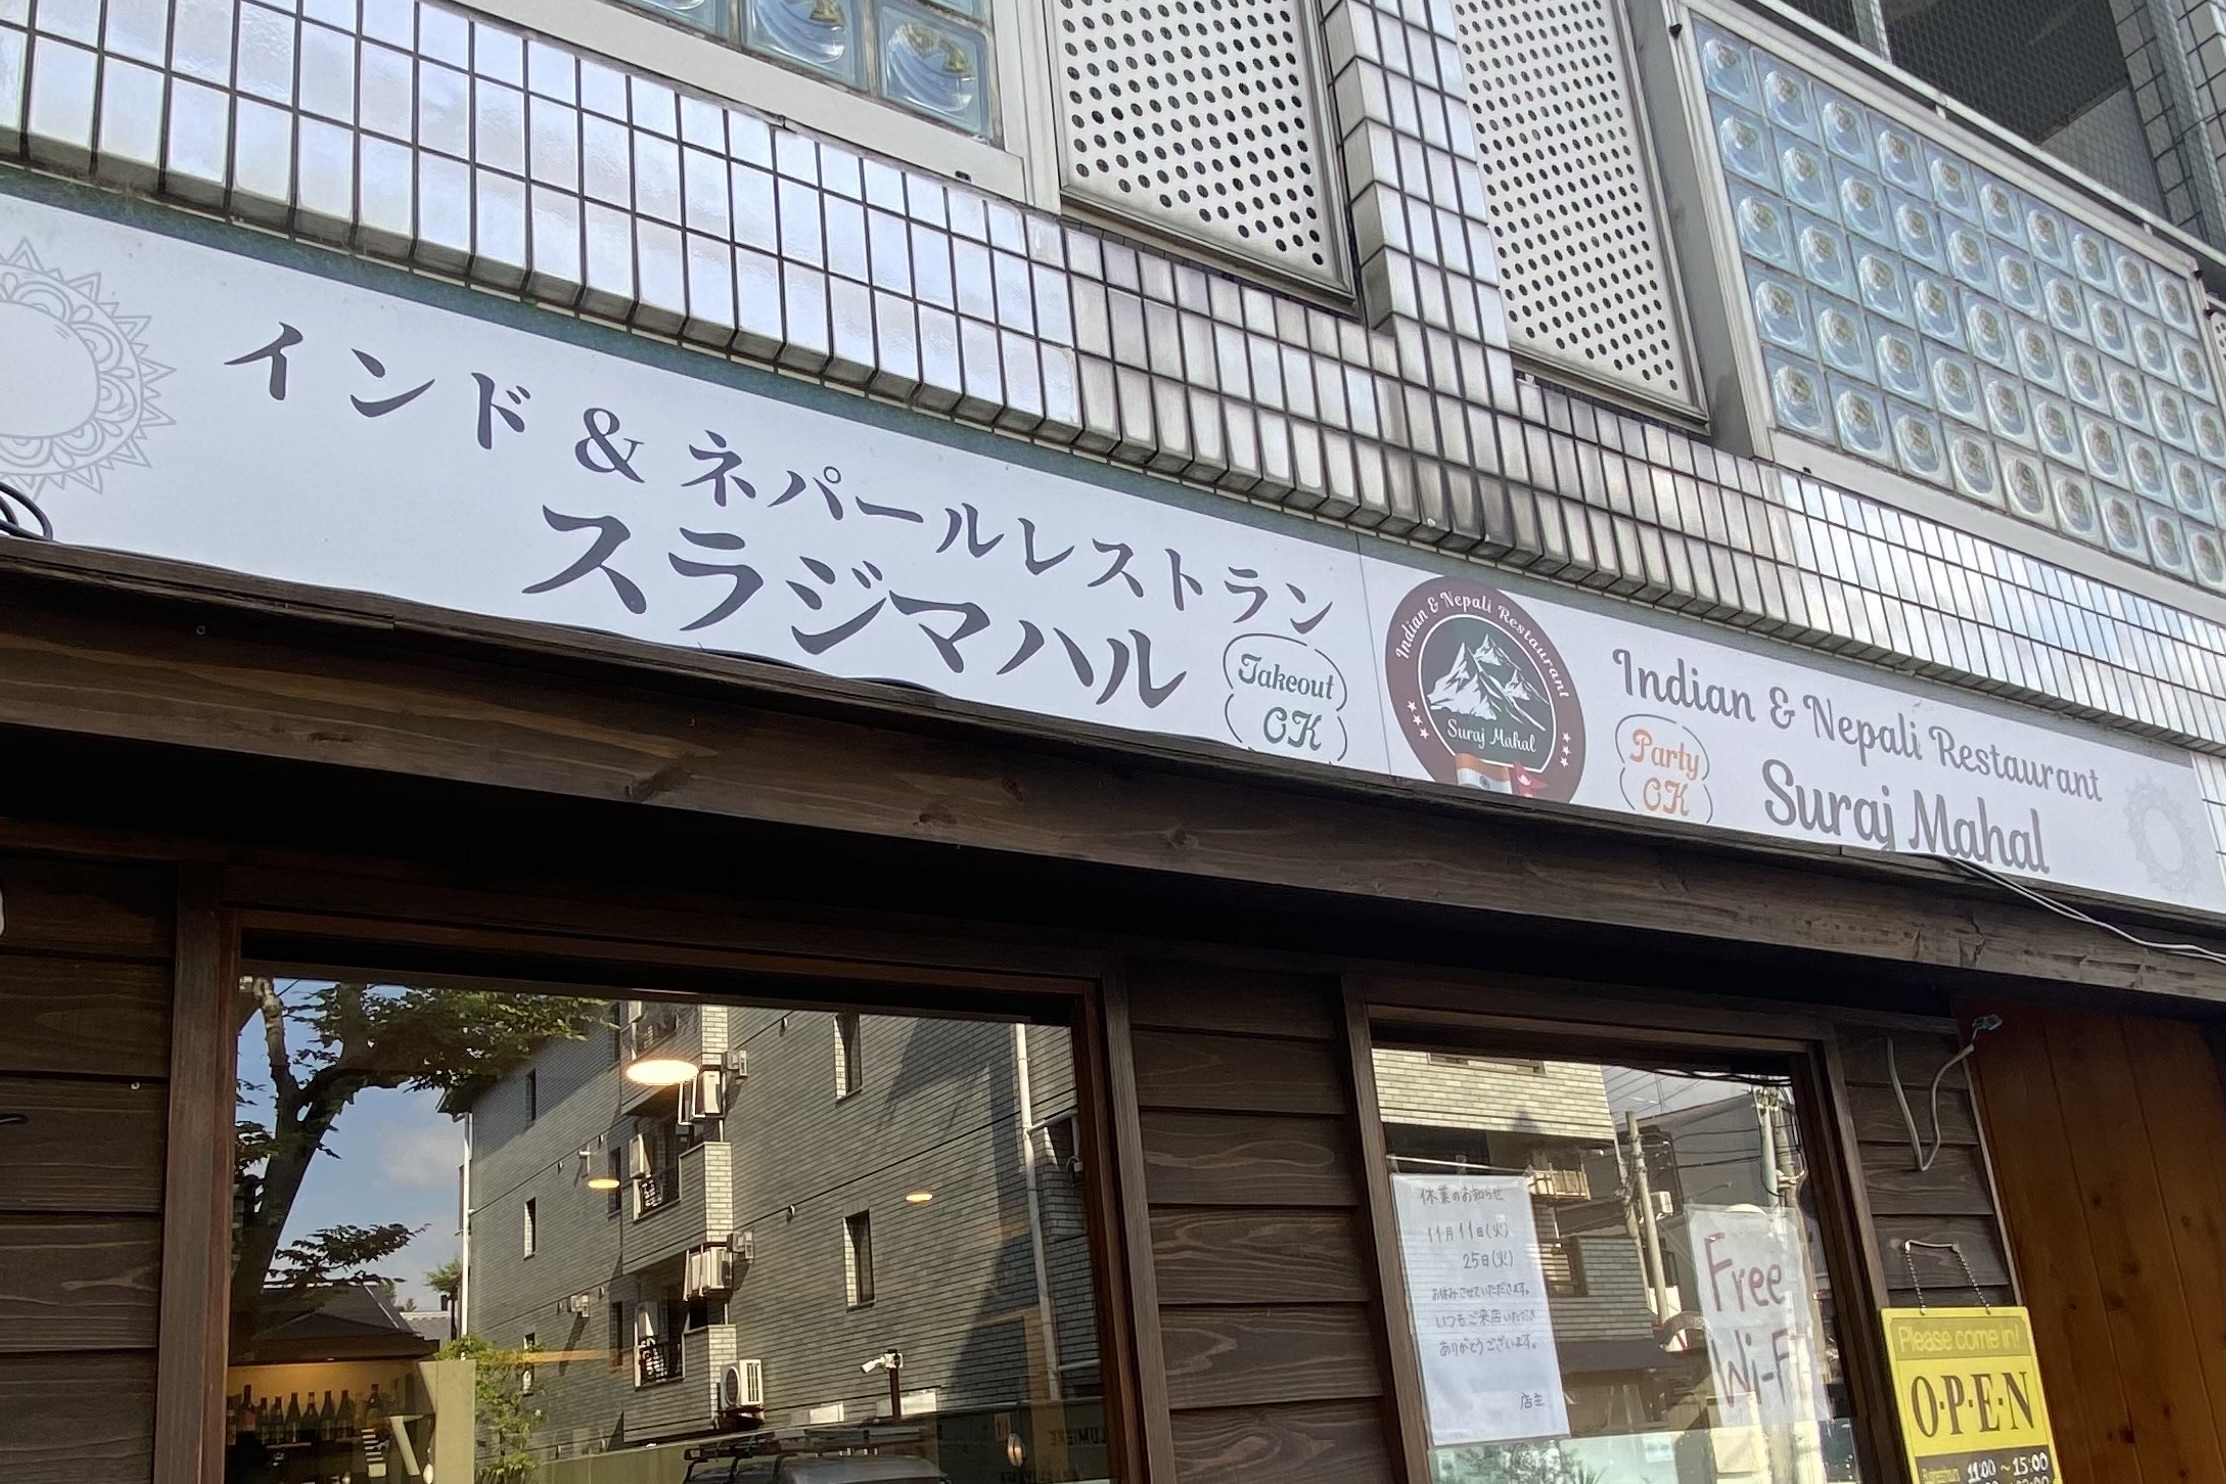 インド & ネパールレストラン
スラジマハル
Takeout
OK
Indian & Nepali Restaurant
Suraj Mahal
Party
OK
Indian & Nepali Restaurant
Suraj Mahal
休業のお知らせ
11月11日(火)
25日(火)
お休みさせていただきます。
いつもご来店いただき
ありがとうございます。
店主
Free
Wi-Fi
Please come in!
O・P・E・N
11:00 ~ 15:00